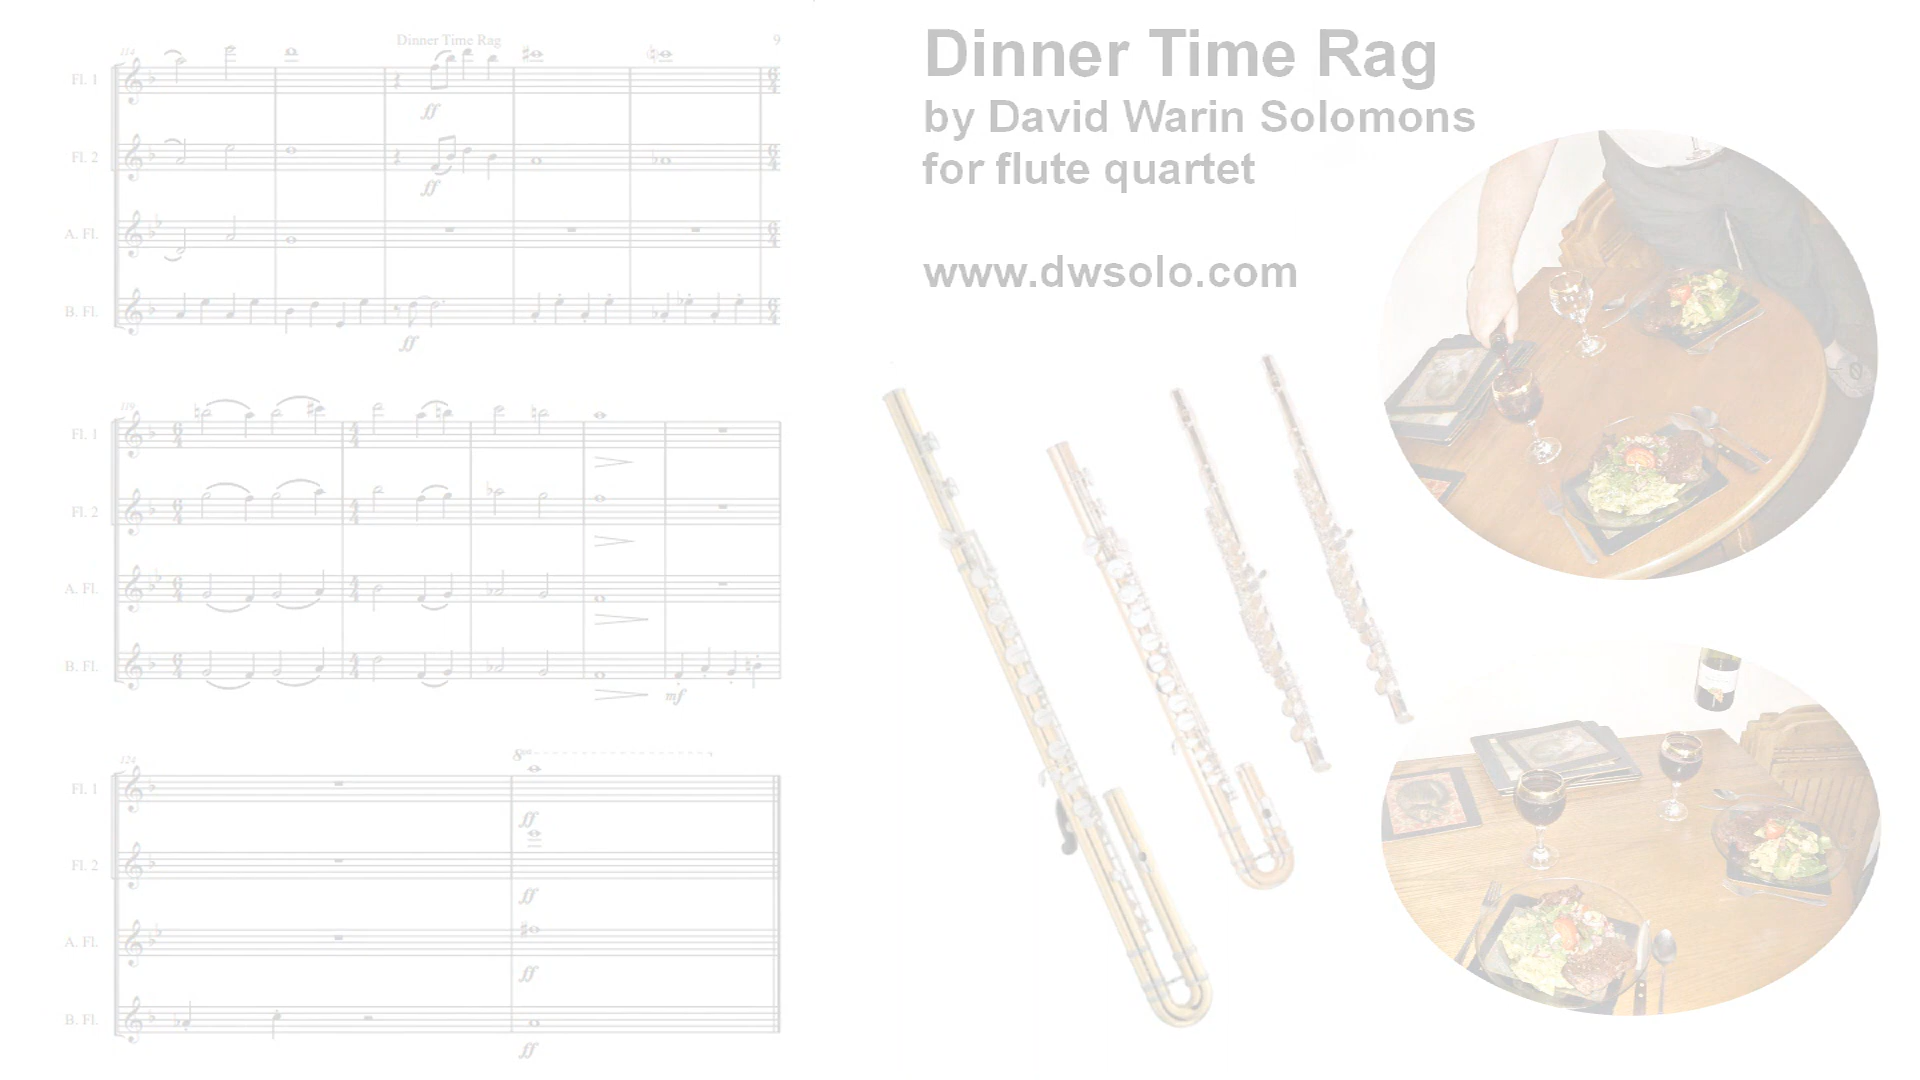 Dinner Time Rag
9
114
Fl. 1
ff
Fl. 2
ff
A. Fl.
B. Fl.
ff
119
Fl. 1
Fl. 2
A. Fl.
B. Fl.
mf
124
8va
Fl. 1
ff
Fl. 2
ff
A. Fl.
ff
B. Fl.
ff
Dinner Time Rag
by David Warin Solomons
for flute quartet
www.dwsolo.com